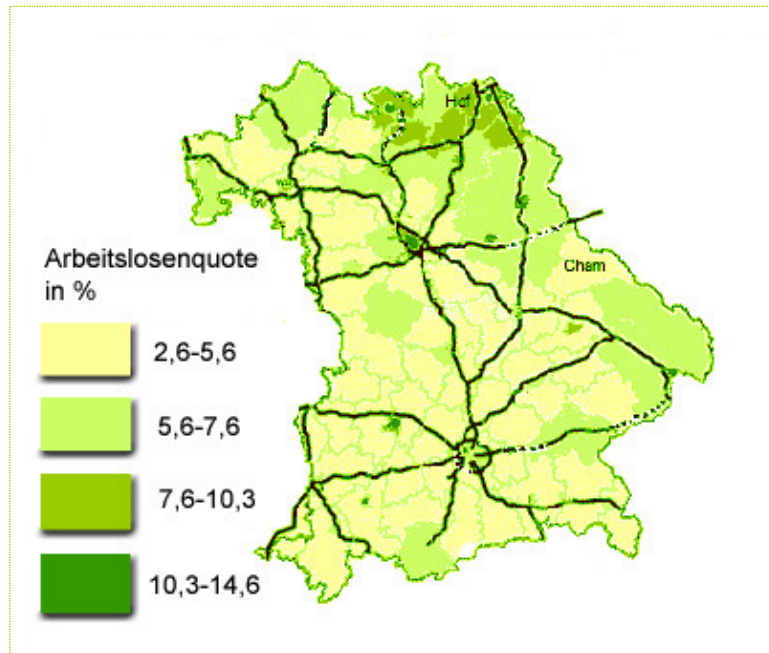 Hof
Cham
Arbeitslosenquote
in %
2,6-5,6
5,6-7,6
7,6-10,3
10,3-14,6